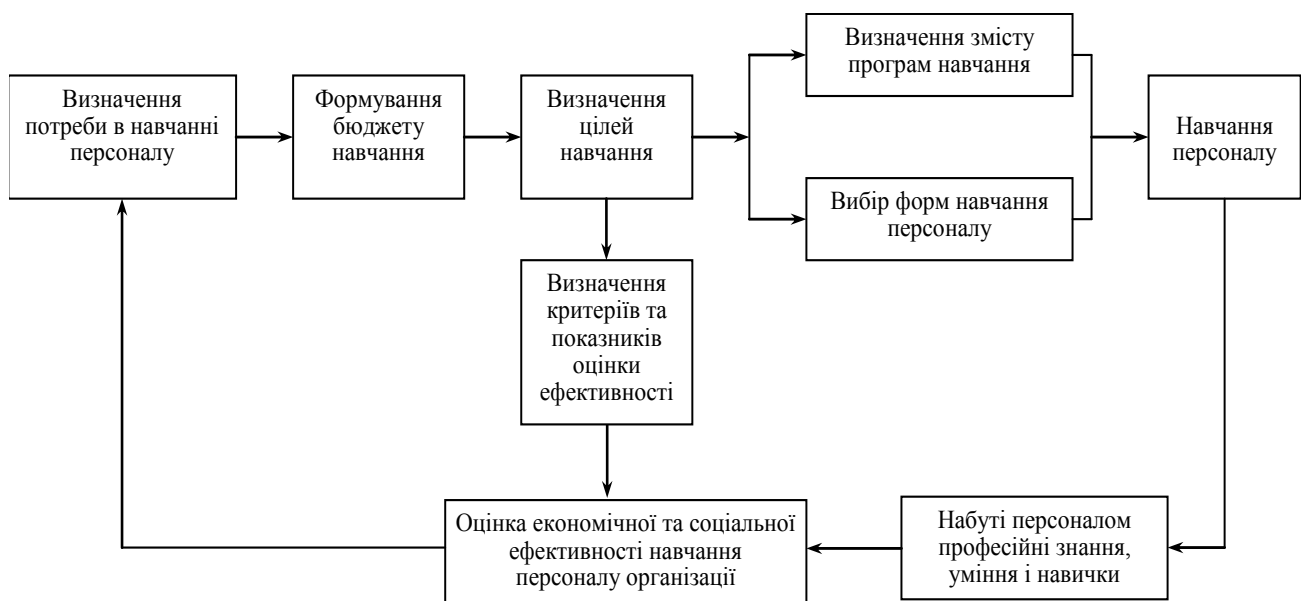 Визначення
потреби в навчанні
персоналу
Формування
бюджету
навчання
Визначення
цілей
навчання
Визначення змісту
програм навчання
Вибір форм навчання
персоналу
Навчання
персоналу
Визначення
критеріїв та
показників
оцінки
ефективності
Оцінка економічної та соціальної
ефективності навчання
персоналу організації
Набуті персоналом
професійні знання,
уміння і навички